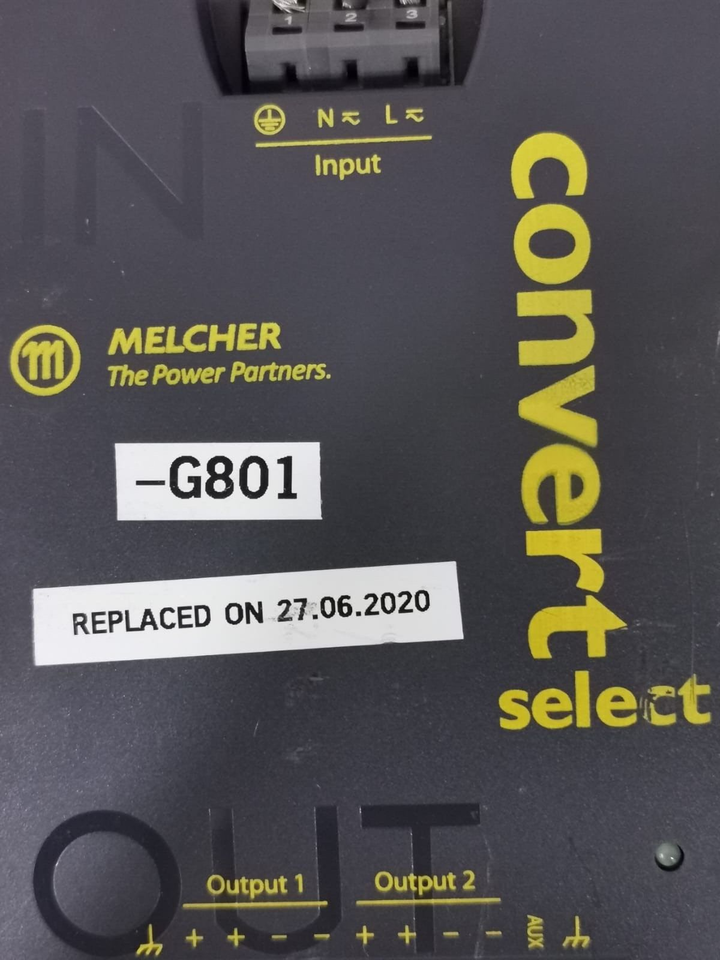 1 2 3
N L
Input
IN
convert
select
m MELCHER
The Power Partners.
–G801
REPLACED ON 27.06.2020
OUT
Output 1 Output 2
+ + - - + + - - AUX